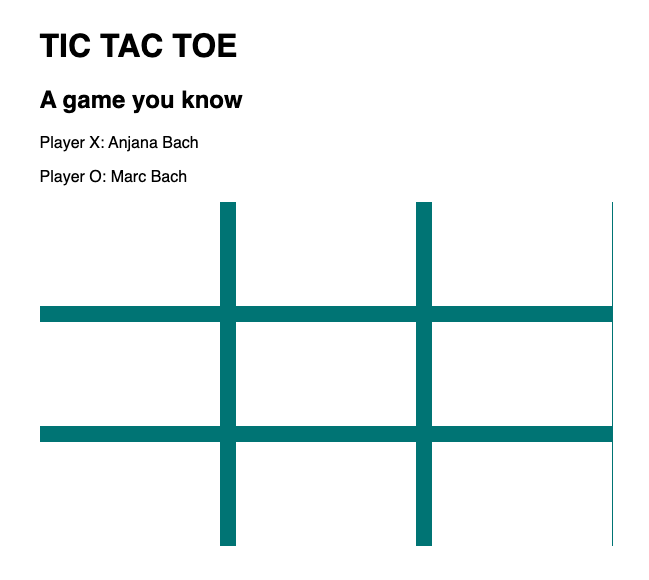 TIC TAC TOE
A game you know
Player X: Anjana Bach
Player O: Marc Bach